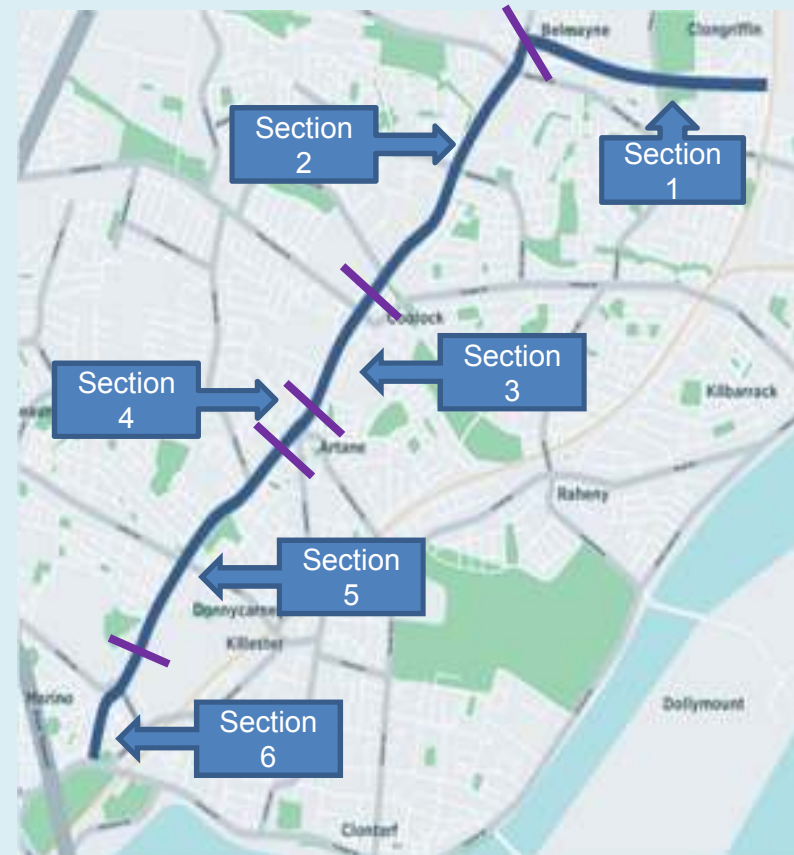 Belmayne
Clongriffin
Section
2
Section
1
Coolock
Section
3
Section
4
Kilbarrack
Artane
Raheny
Section
5
Donnycarney
Killester
Marino
Dollymount
Section
6
Clontarf